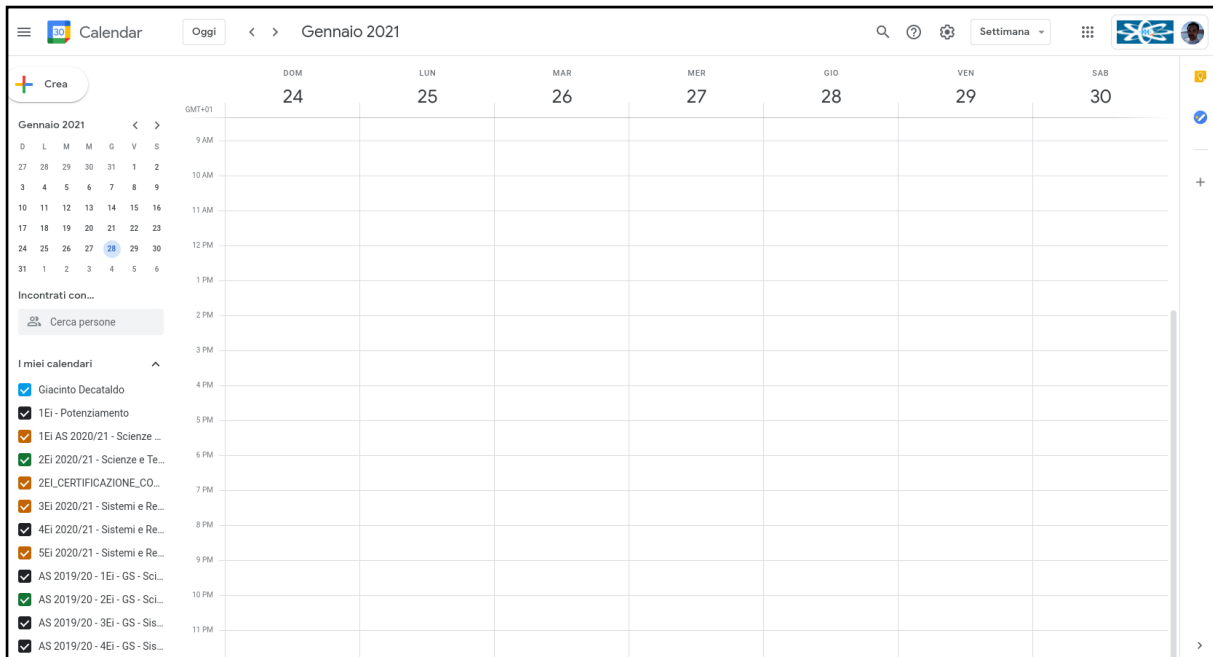 30 Calendar Oggi Gennaio 2021 Settimana
Crea
Gennaio 2021
D L M M G V S
27 28 29 30 31 1 2
3 4 5 6 7 8 9
10 11 12 13 14 15 16
17 18 19 20 21 22 23
24 25 26 27 28 29 30
31 1 2 3 4 5 6
Incontrati con...
Cerca persone
I miei calendari
Giacinto Decataldo
1Ei - Potenziamento
1Ei AS 2020/21 - Scienze ...
2Ei 2020/21 - Scienze e Te...
2EI_CERTIFICAZIONE_CO...
3Ei 2020/21 - Sistemi e Re...
4Ei 2020/21 - Sistemi e Re...
5Ei 2020/21 - Sistemi e Re...
AS 2019/20 - 1Ei - GS - Sci...
AS 2019/20 - 2Ei - GS - Sci...
AS 2019/20 - 3Ei - GS - Sis...
AS 2019/20 - 4Ei - GS - Sis...
DOM LUN MAR MER GIO VEN SAB
24 25 26 27 28 29 30
GMT+01
9 AM
10 AM
11 AM
12 PM
1 PM
2 PM
3 PM
4 PM
5 PM
6 PM
7 PM
8 PM
9 PM
10 PM
11 PM